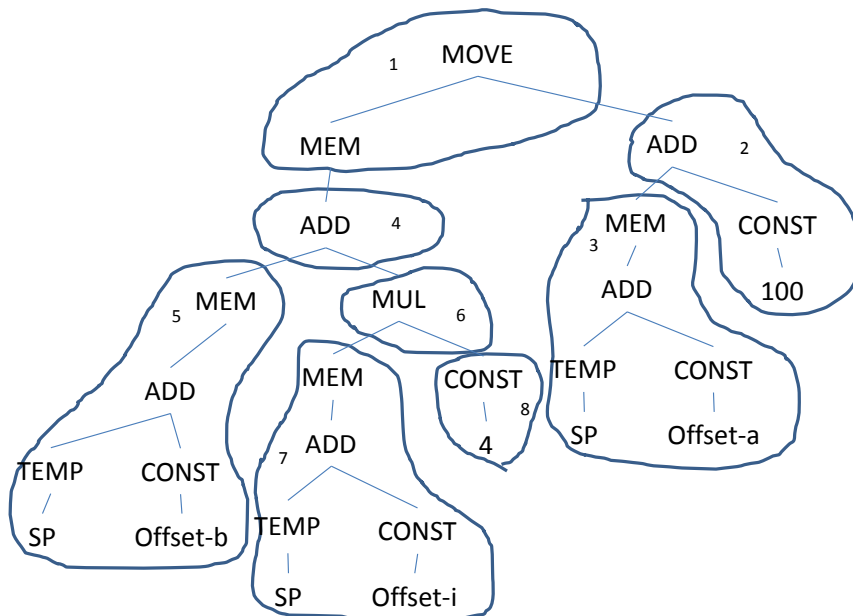 1 MOVE
MEM ADD 2
ADD 4 MEM CONST
3
MEM MUL ADD 100
5 6
MEM CONST TEMP CONST
ADD 8
7 ADD 4 SP Offset-a
TEMP CONST
TEMP CONST
SP Offset-b
SP Offset-i